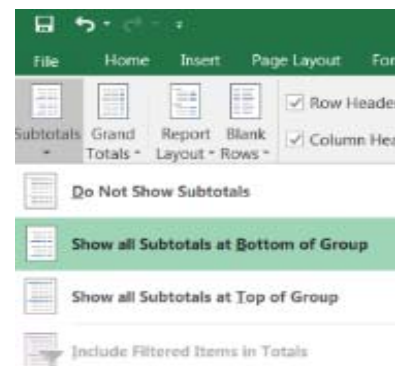 File Home Insert Page Layout For
Subtotals Grand Totals Report Layout Blank Rows Row Header
Column Hea
Do Not Show Subtotals
Show all Subtotals at Bottom of Group
Show all Subtotals at Top of Group
Include Filtered Items in Totals